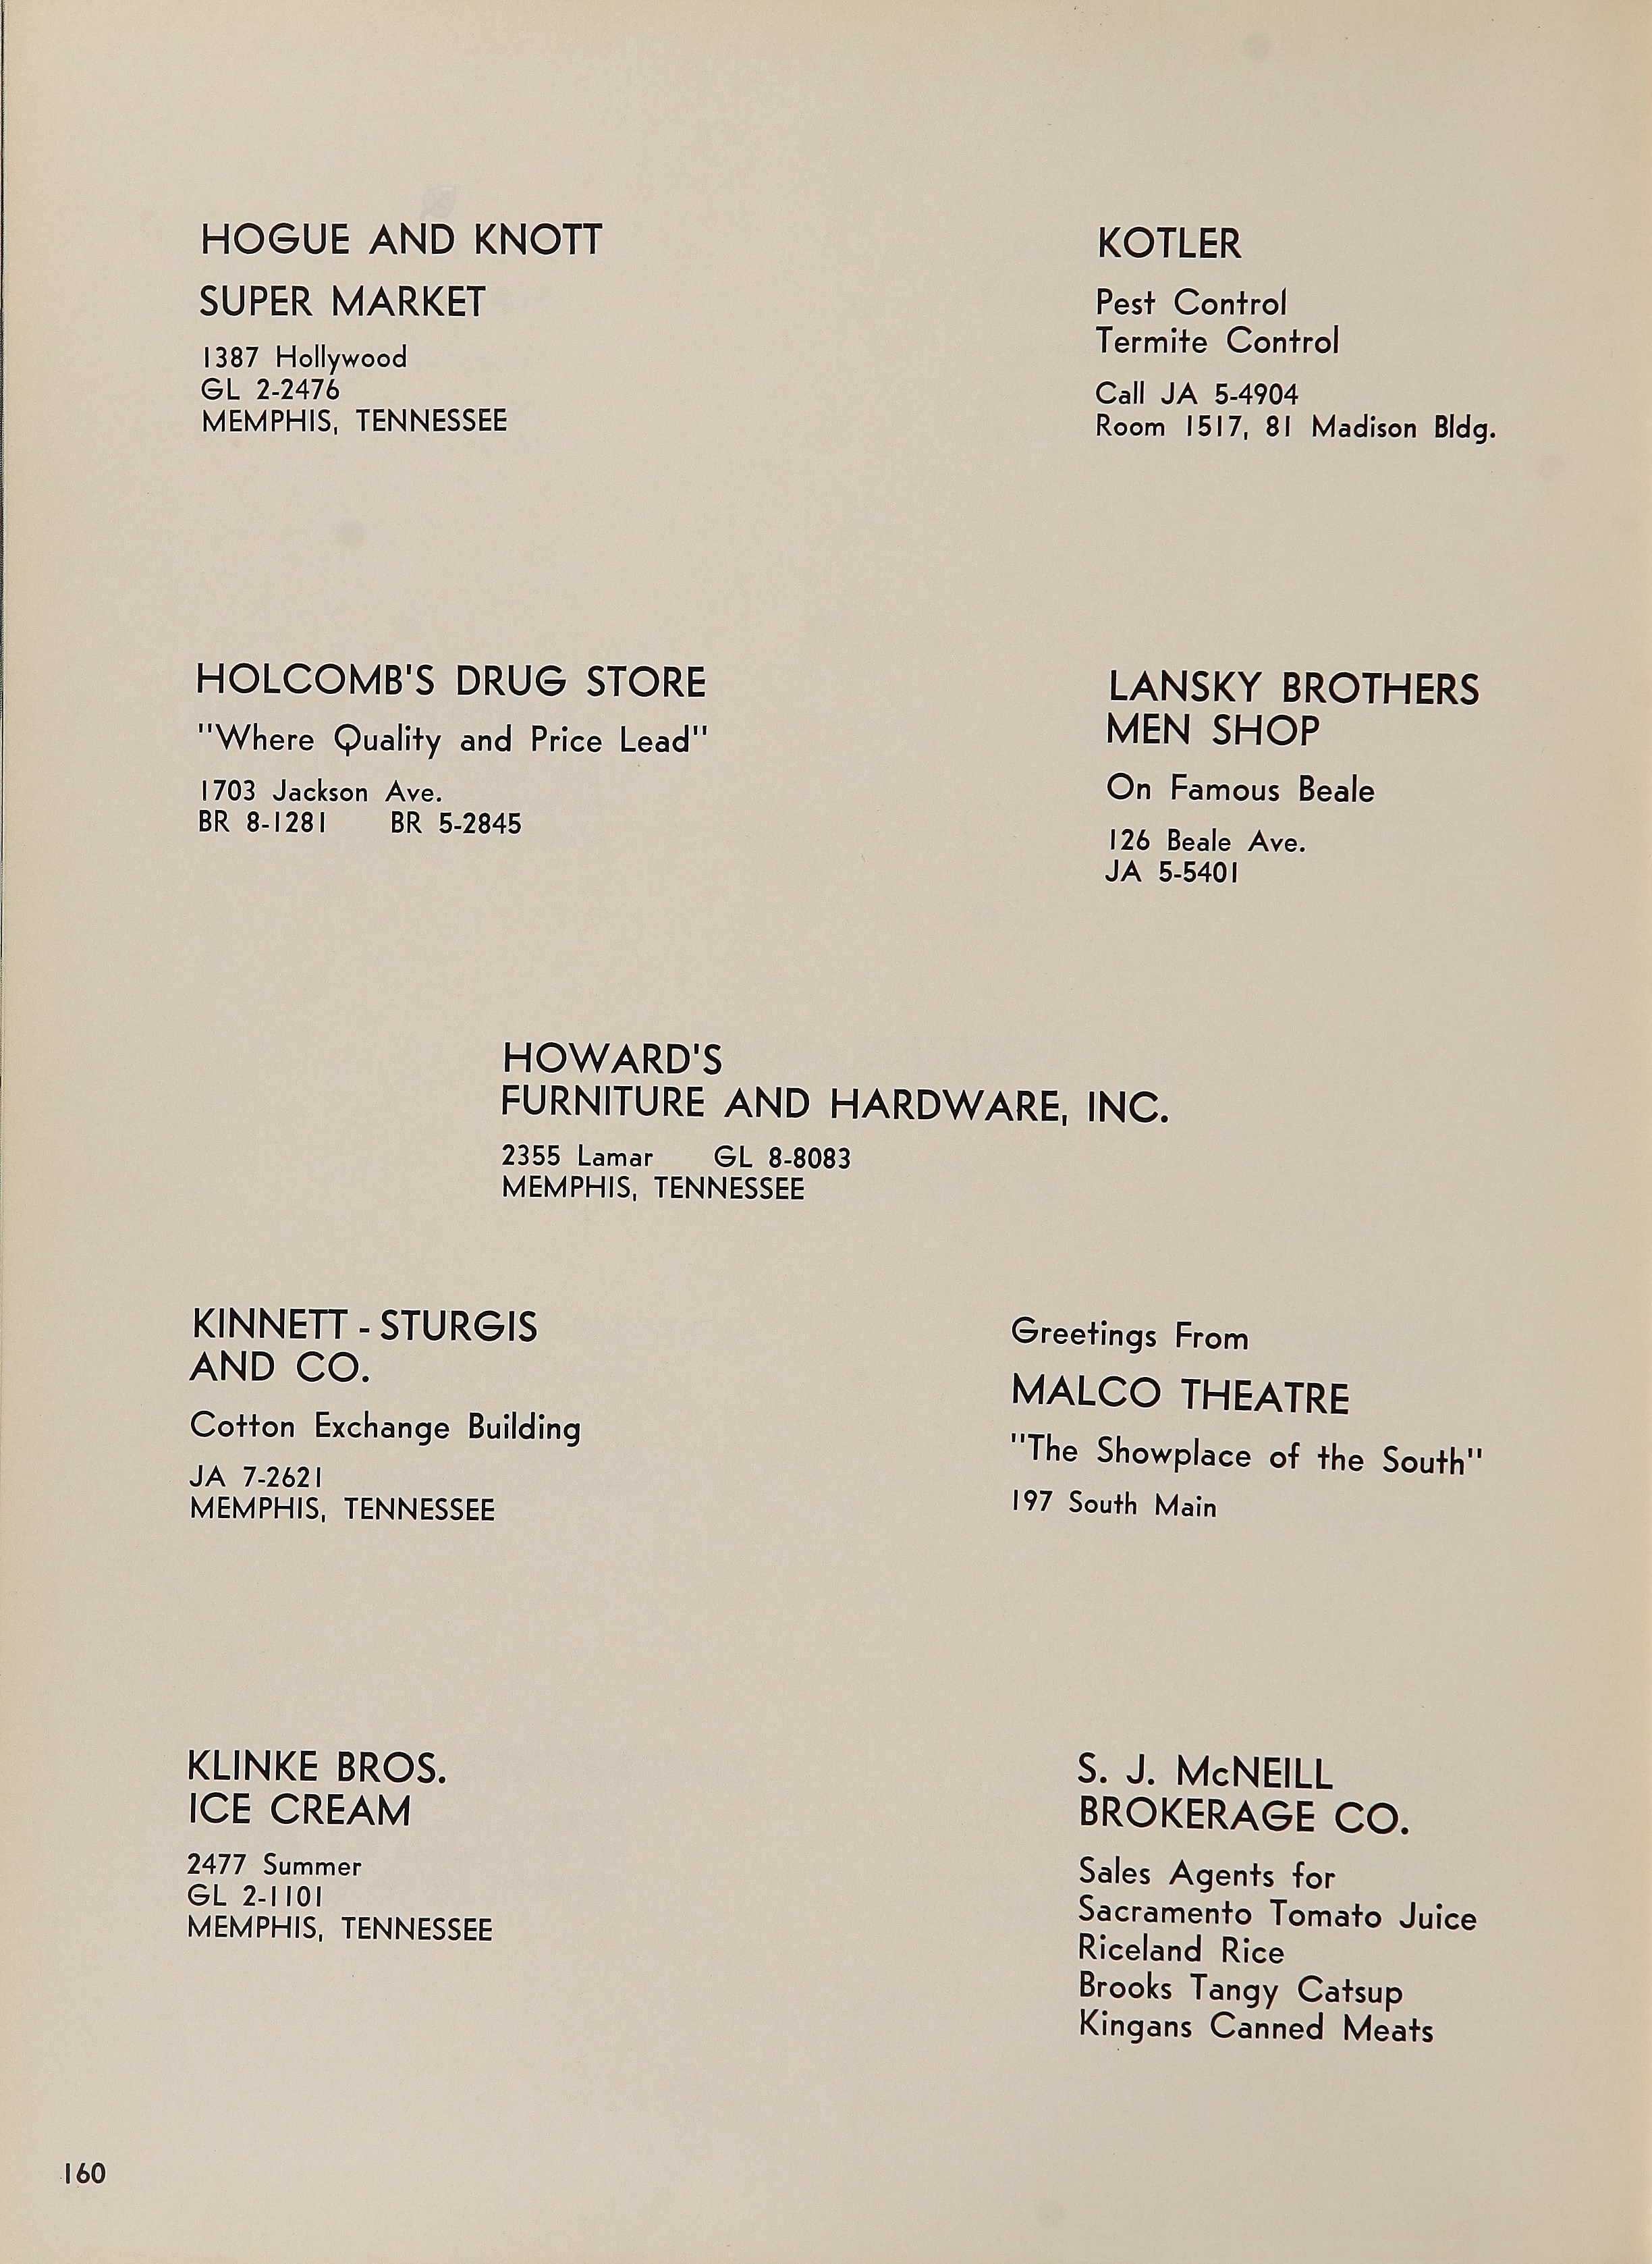 HOGUE AND KNOTT
SUPER MARKET
1387 Hollywood
GL 2-2476
MEMPHIS, TENNESSEE
KOTLER
Pest Control
Termite Control
Call JA 5-4904
Room 1517, 81 Madison Bldg.
HOLCOMB'S DRUG STORE
"Where Quality and Price Lead"
1703 Jackson Ave.
BR 8-1281 BR 5-2845
LANSKY BROTHERS
MEN SHOP
On Famous Beale
126 Beale Ave.
JA 5-5401
HOWARD'S
FURNITURE AND HARDWARE, INC.
2355 Lamar GL 8-8083
MEMPHIS, TENNESSEE
KINNETT - STURGIS
AND CO.
Cotton Exchange Building
JA 7-2621
MEMPHIS, TENNESSEE
Greetings From
MALCO THEATRE
"The Showplace of the South"
197 South Main
KLINKE BROS.
ICE CREAM
2477 Summer
GL 2-1101
MEMPHIS, TENNESSEE
S. J. McNEILL
BROKERAGE CO.
Sales Agents for
Sacramento Tomato Juice
Riceland Rice
Brooks Tangy Catsup
Kingans Canned Meats
160